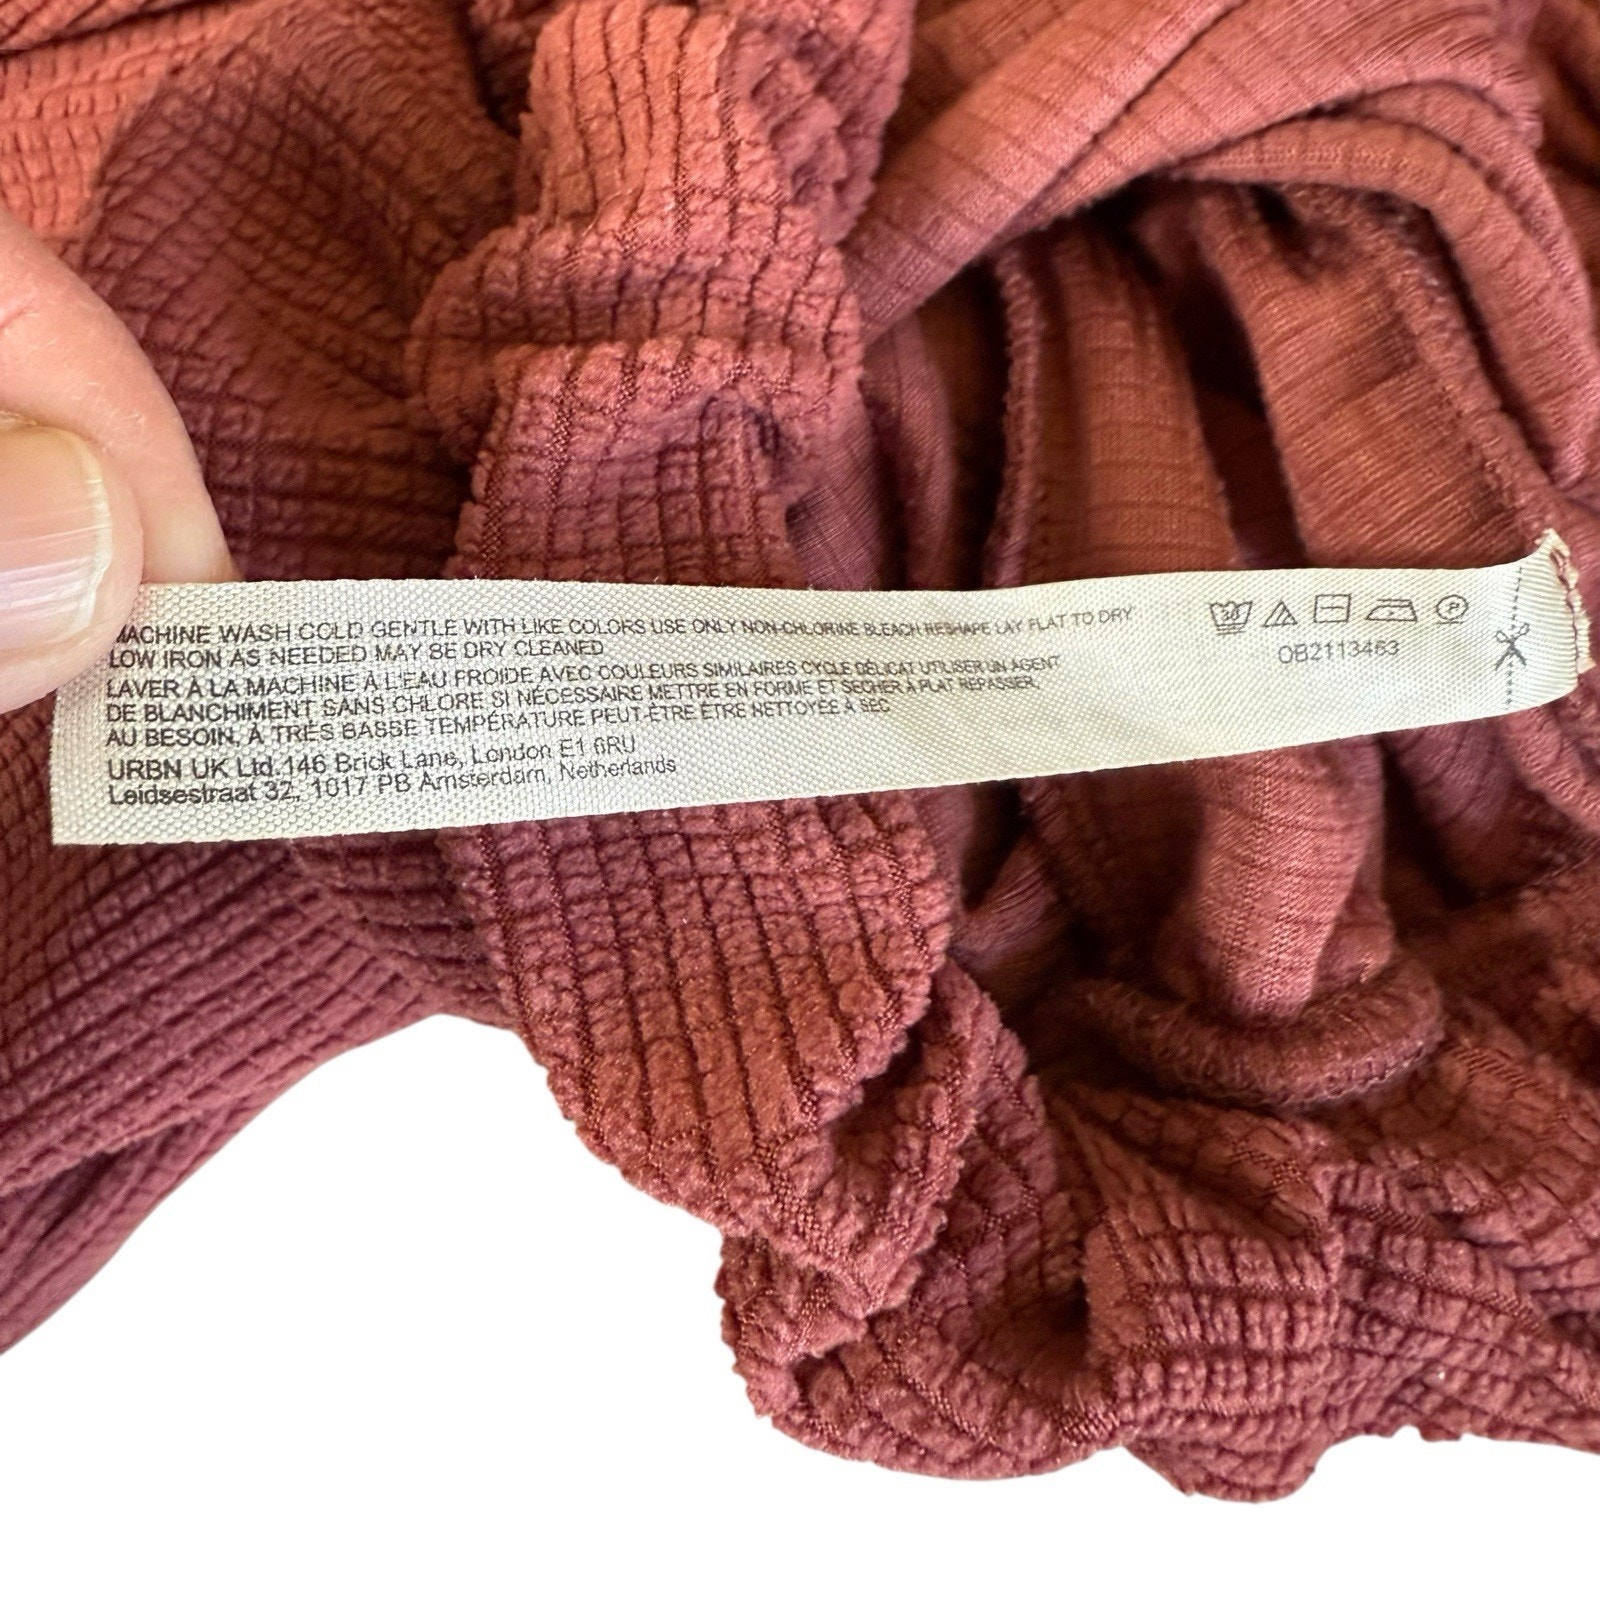 MACHINE WASH COLD GENTLE WITH LIKE COLORS USE ONLY NON-CHLORINE BLEACH RESHAPE LAY FLAT TO DRY
LOW IRON AS NEEDED MAY BE DRY CLEANED
LAVER À LA MACHINE À L'EAU FROIDE AVEC COULEURS SIMILAIRES CYCLE DÉLICAT UTILISER UN AGENT
DE BLANCHIMENT SANS CHLORE SI NÉCESSAIRE METTRE EN FORME ET SÉCHER À PLAT REPASSER,
AU BESOIN, À TRÈS BASSE TEMPÉRATURE PEUT-ÊTRE ÊTRE NETTOYÉE À SEC
URBN UK Ltd.146 Brick Lane, London E1 6RU
Leidsestraat 32, 1017 PB Amsterdam, Netherlands
30 P
OB2113463